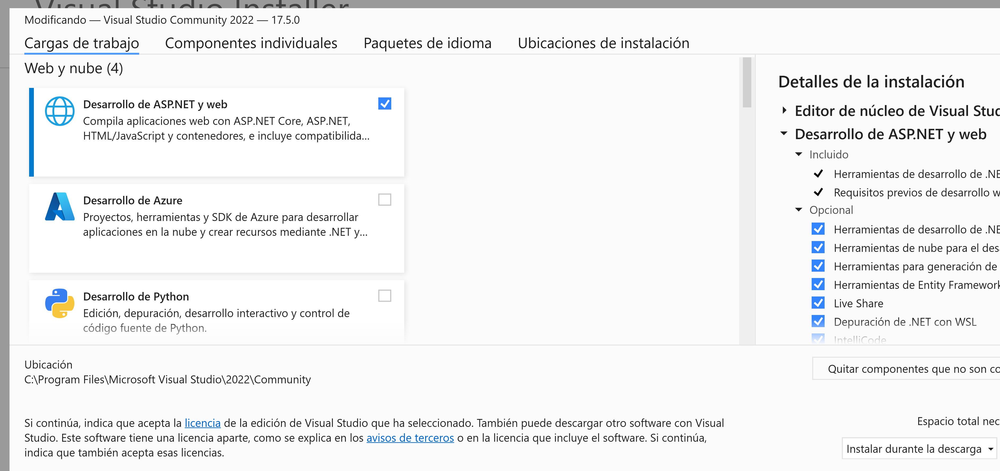 Visual Studio Installer
Modificando — Visual Studio Community 2022 — 17.5.0
Cargas de trabajo Componentes individuales Paquetes de idioma Ubicaciones de instalación
Web y nube (4)
Desarrollo de ASP.NET y web
Compila aplicaciones web con ASP.NET Core, ASP.NET,
HTML/JavaScript y contenedores, e incluye compatibilida...
Desarrollo de Azure
Proyectos, herramientas y SDK de Azure para desarrollar
aplicaciones en la nube y crear recursos mediante .NET y...
Desarrollo de Python
Edición, depuración, desarrollo interactivo y control de
código fuente de Python.
Detalles de la instalación
Editor de núcleo de Visual Stud
Desarrollo de ASP.NET y web
Incluido
Herramientas de desarrollo de .NE
Requisitos previos de desarrollo w
Opcional
Herramientas de desarrollo de .NE
Herramientas de nube para el desa
Herramientas para generación de
Herramientas de Entity Framework
Live Share
Depuración de .NET con WSL
IntelliCode
Ubicación
C:\Program Files\Microsoft Visual Studio\2022\Community
Quitar componentes que no son co
Si continúa, indica que acepta la licencia de la edición de Visual Studio que ha seleccionado. También puede descargar otro software con Visual
Studio. Este software tiene una licencia aparte, como se explica en los avisos de terceros o en la licencia que incluye el software. Si continúa,
indica que también acepta esas licencias.
Espacio total nec
Instalar durante la descarga